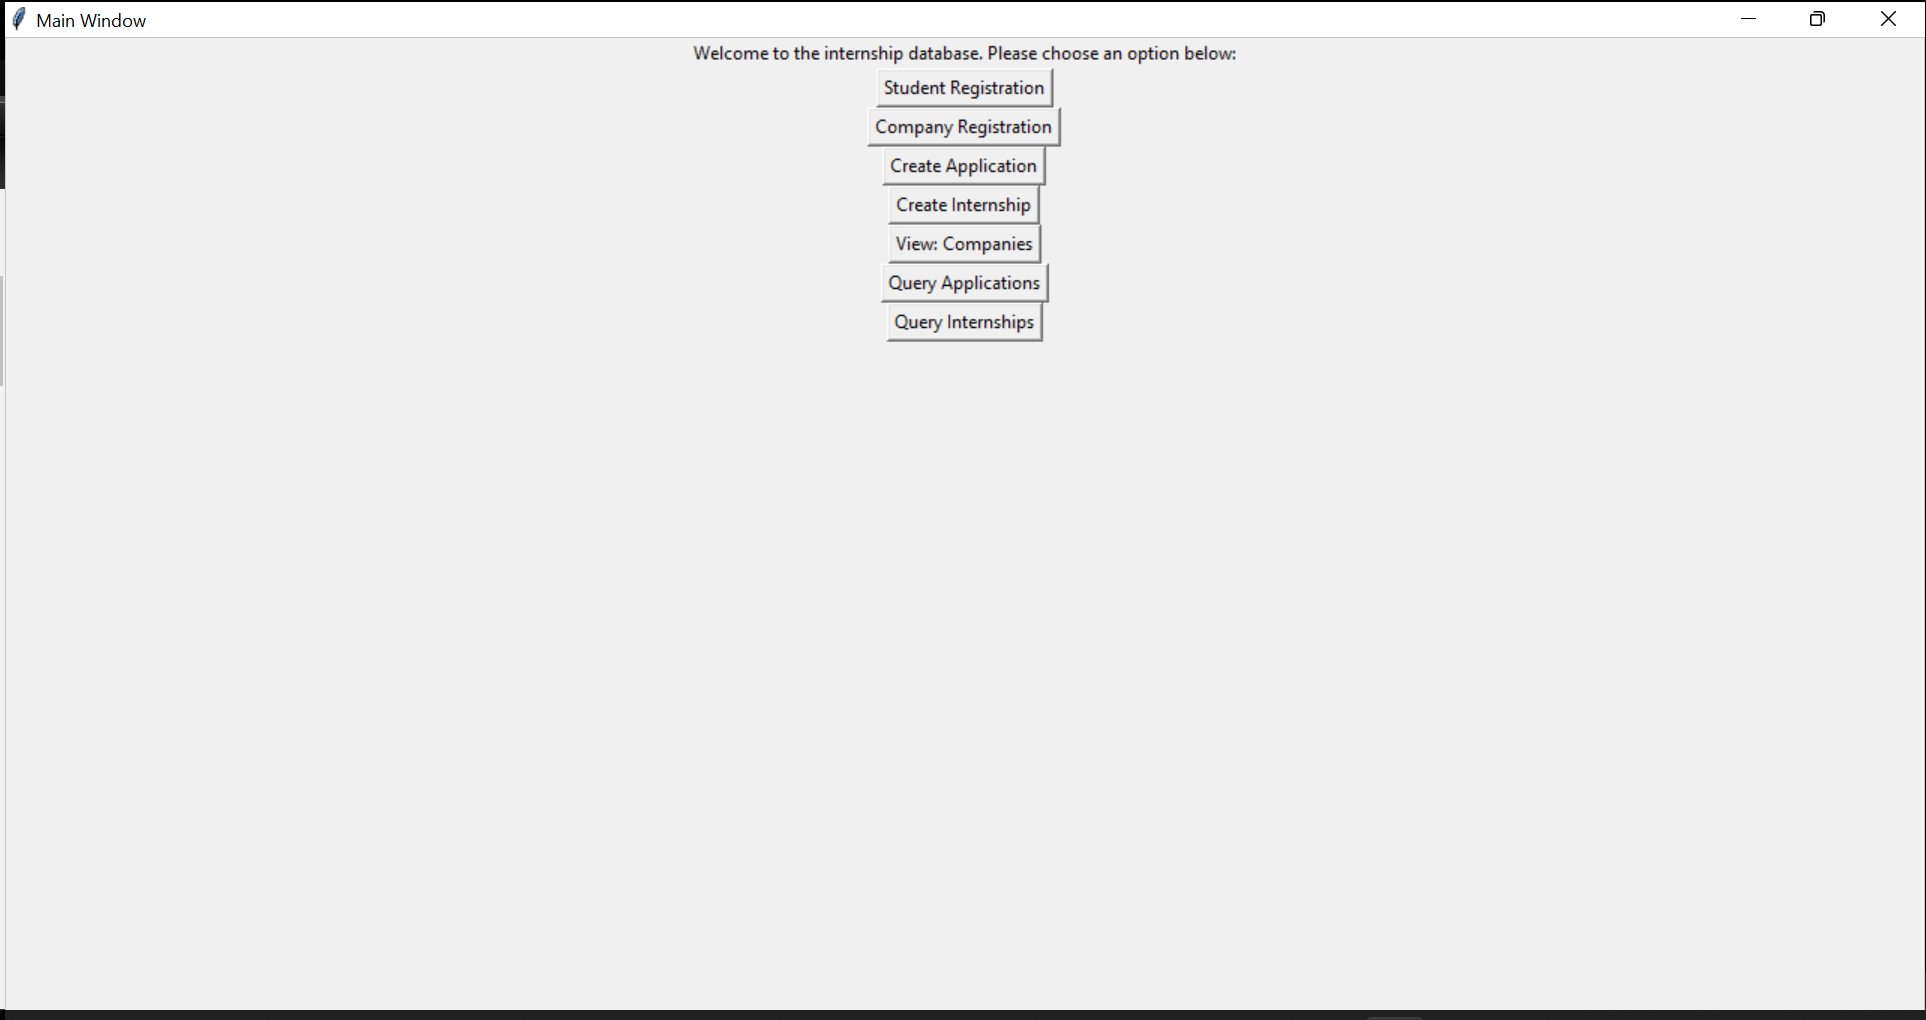 Main Window
Welcome to the internship database. Please choose an option below:
Student Registration
Company Registration
Create Application
Create Internship
View: Companies
Query Applications
Query Internships